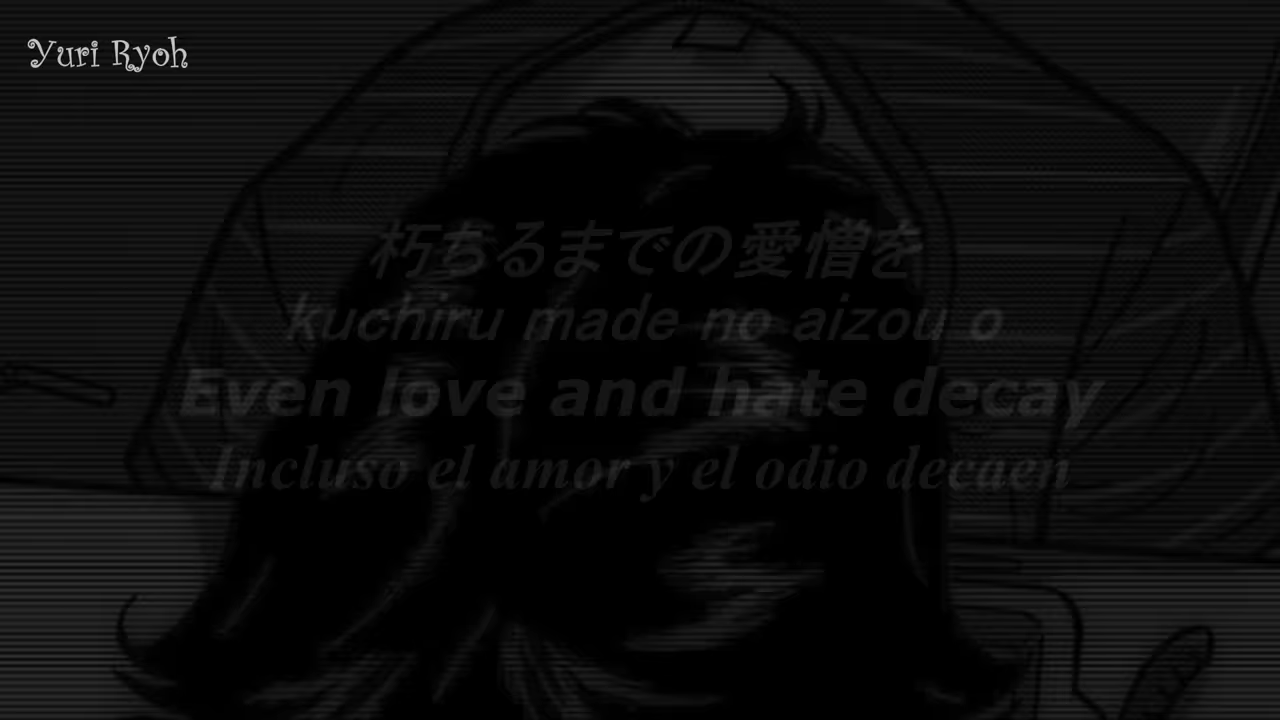 Yuri Ryoh
朽ちるまでの愛憎を
kuchiru made no aizou o
Even love and hate decay
Incluso el amor y el odio decaen